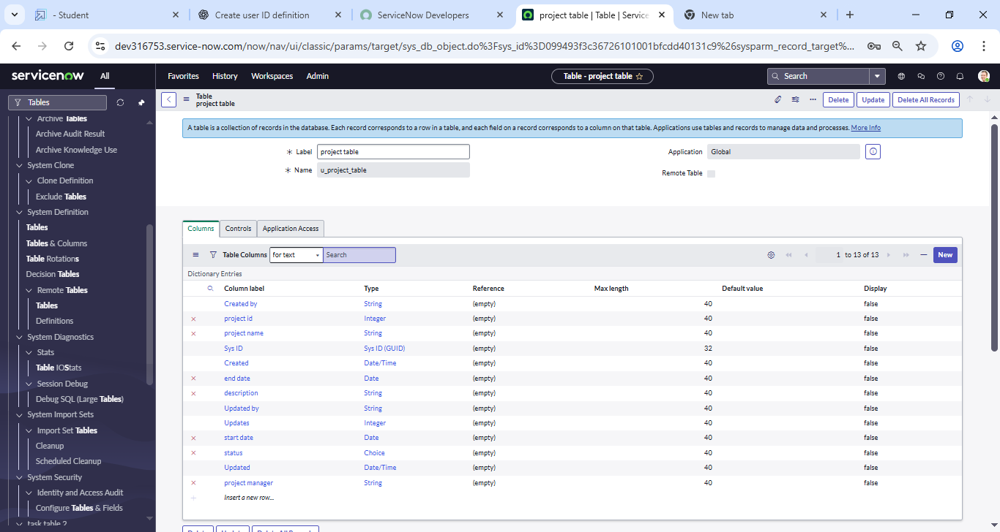 - Student
Create user ID definition
ServiceNow Developers
project table | Table | Service
New tab
dev316753.service-now.com/now/nav/ui/classic/params/target/sys_db_object.do%3Fsys_id%3D099493f3c36726101001bfcdd40131c9%26sysparm_record_target%...
servicenow All Favorites History Workspaces Admin Table - project table Search
Tables
Archive Tables
Archive Audit Result
Archive Knowledge Use
System Clone
Clone Definition
Exclude Tables
System Definition
Tables
Tables & Columns
Table Rotations
Decision Tables
Remote Tables
Tables
Definitions
System Diagnostics
Stats
Table IOStats
Session Debug
Debug SQL (Large Tables)
System Import Sets
Import Set Tables
Cleanup
Scheduled Cleanup
System Security
Identity and Access Audit
Configure Tables & Fields
task table 2
Table
project table
Delete Update Delete All Records
A table is a collection of records in the database. Each record corresponds to a row in a table, and each field on a record corresponds to a column on that table. Applications use tables and records to manage data and processes. More Info
Label project table Application Global
Name u_project_table Remote Table
Columns Controls Application Access
Table Columns for text Search 1 to 13 of 13 New
Dictionary Entries
Column label Type Reference Max length Default value Display
Created by String (empty) 40 false
project id Integer (empty) 40 false
project name String (empty) 40 false
Sys ID Sys ID (GUID) (empty) 32 false
Created Date/Time (empty) 40 false
end date Date (empty) 40 false
description String (empty) 40 false
Updated by String (empty) 40 false
Updates Integer (empty) 40 false
start date Date (empty) 40 false
status Choice (empty) 40 false
Updated Date/Time (empty) 40 false
project manager String (empty) 40 false
Insert a new row...